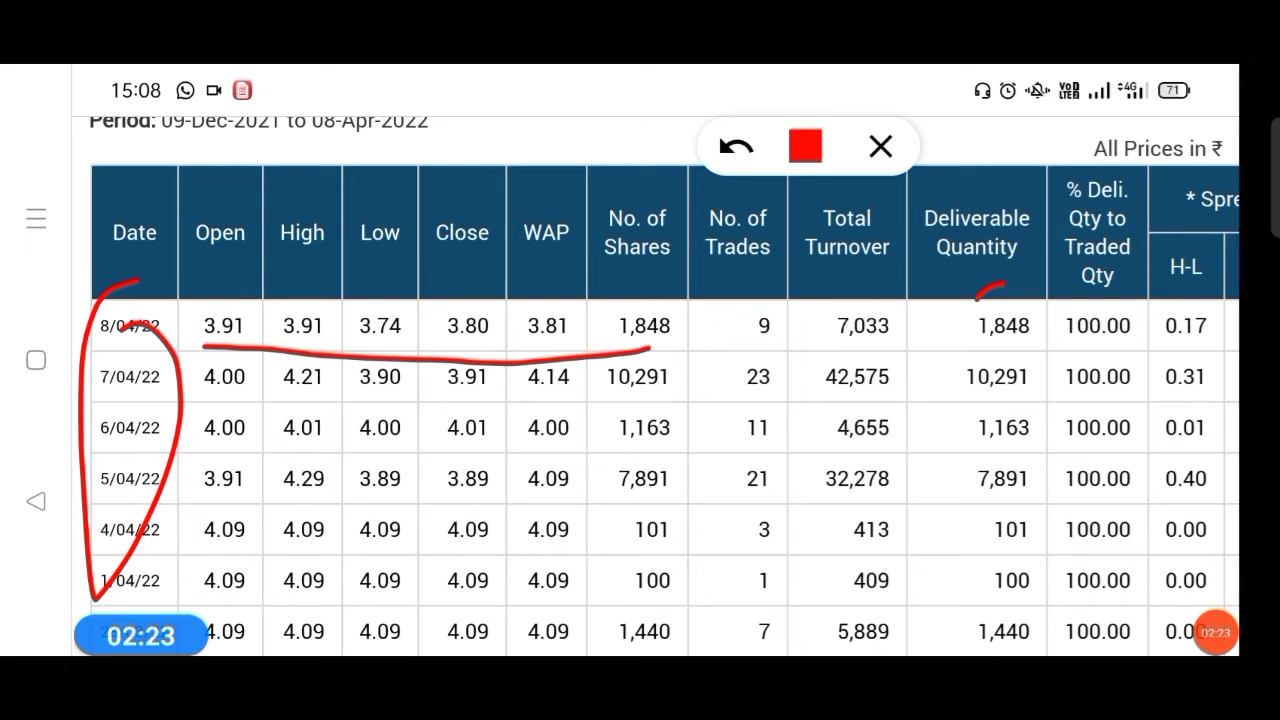 15:08 VoD LTE2 4G 71
Period: 09-Dec-2021 to 08-Apr-2022
All Prices in ₹
Date Open High Low Close WAP No. of Shares No. of Trades Total Turnover Deliverable Quantity % Deli. Qty to Traded Qty * Spre H-L
8/04/22 3.91 3.91 3.74 3.80 3.81 1,848 9 7,033 1,848 100.00 0.17
7/04/22 4.00 4.21 3.90 3.91 4.14 10,291 23 42,575 10,291 100.00 0.31
6/04/22 4.00 4.01 4.00 4.01 4.00 1,163 11 4,655 1,163 100.00 0.01
5/04/22 3.91 4.29 3.89 3.89 4.09 7,891 21 32,278 7,891 100.00 0.40
4/04/22 4.09 4.09 4.09 4.09 4.09 101 3 413 101 100.00 0.00
1/04/22 4.09 4.09 4.09 4.09 4.09 100 1 409 100 100.00 0.00
02:23 4.09 4.09 4.09 4.09 4.09 1,440 7 5,889 1,440 100.00 02:23